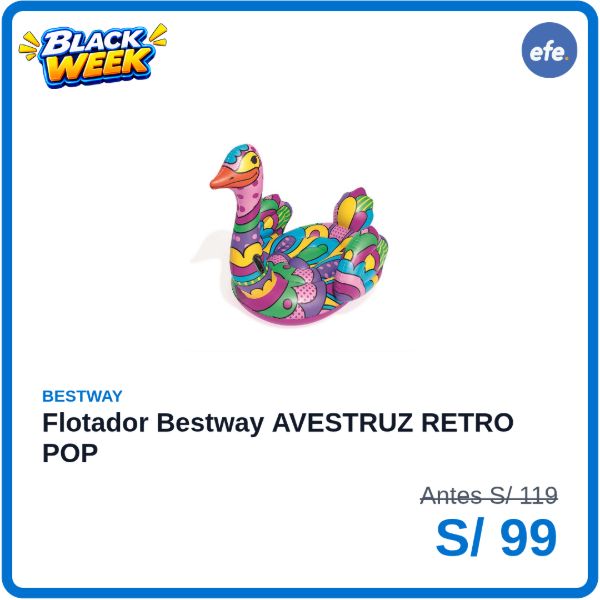 BLACK
WEEK
efe.
BESTWAY
Flotador Bestway AVESTRUZ RETRO
POP
Antes S/ 119
S/ 99